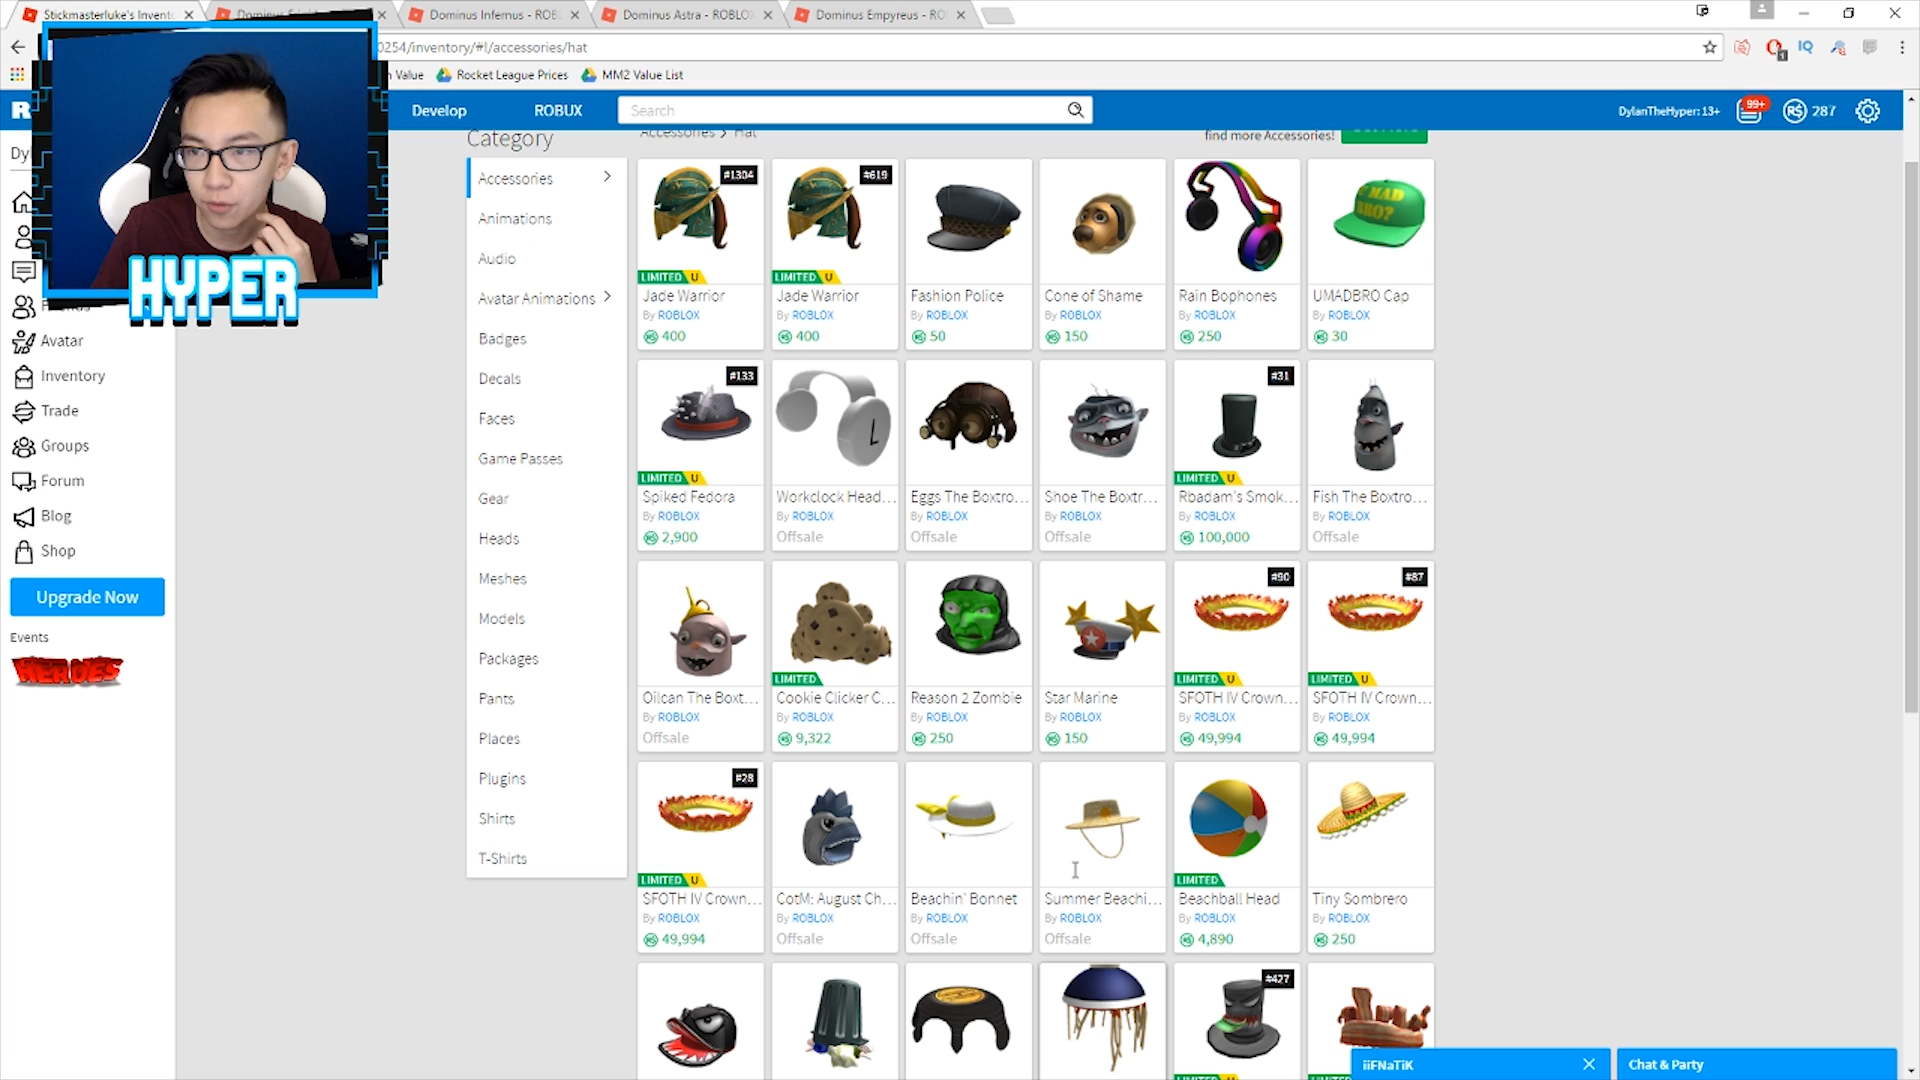 Stickmasterluke's Invent
Dominus Infernus - ROBL
Dominus Astra - ROBLO
Dominus Empyreus - RO
0254/inventory/#!/accessories/hat
n Value
Rocket League Prices
MM2 Value List
IQ
1
R
Develop
ROBUX
Search
DylanTheHyper: 13+
99+
R$
287
HYPER
Dyl
Friends
Avatar
Inventory
Trade
Groups
Forum
Blog
Shop
Upgrade Now
Events
HEROES
Category
Accessories
Animations
Audio
Avatar Animations
Badges
Decals
Faces
Game Passes
Gear
Heads
Meshes
Models
Packages
Pants
Places
Plugins
Shirts
T-Shirts
Accessories > Hat
find more Accessories!
#1304
#619
U MAD BRO?
LIMITED U
LIMITED U
Jade Warrior
Jade Warrior
Fashion Police
Cone of Shame
Rain Bophones
UMADBRO Cap
By ROBLOX
By ROBLOX
By ROBLOX
By ROBLOX
By ROBLOX
By ROBLOX
400
400
50
150
250
30
#133
#31
L
LIMITED U
LIMITED U
Spiked Fedora
Workclock Head...
Eggs The Boxtro...
Shoe The Boxtr...
Rbadam's Smok...
Fish The Boxtro...
By ROBLOX
By ROBLOX
By ROBLOX
By ROBLOX
By ROBLOX
By ROBLOX
2,900
Offsale
Offsale
Offsale
100,000
Offsale
#90
#87
LIMITED
LIMITED U
LIMITED U
Oilcan The Boxt...
Cookie Clicker C...
Reason 2 Zombie
Star Marine
SFOTH IV Crown...
SFOTH IV Crown...
By ROBLOX
By ROBLOX
By ROBLOX
By ROBLOX
By ROBLOX
By ROBLOX
Offsale
9,322
250
150
49,994
49,994
#28
LIMITED U
LIMITED
SFOTH IV Crown...
CotM: August Ch...
Beachin' Bonnet
Summer Beachi...
Beachball Head
Tiny Sombrero
By ROBLOX
By ROBLOX
By ROBLOX
By ROBLOX
By ROBLOX
By ROBLOX
49,994
Offsale
Offsale
Offsale
4,890
250
#427
iiFNaTiK
Chat & Party